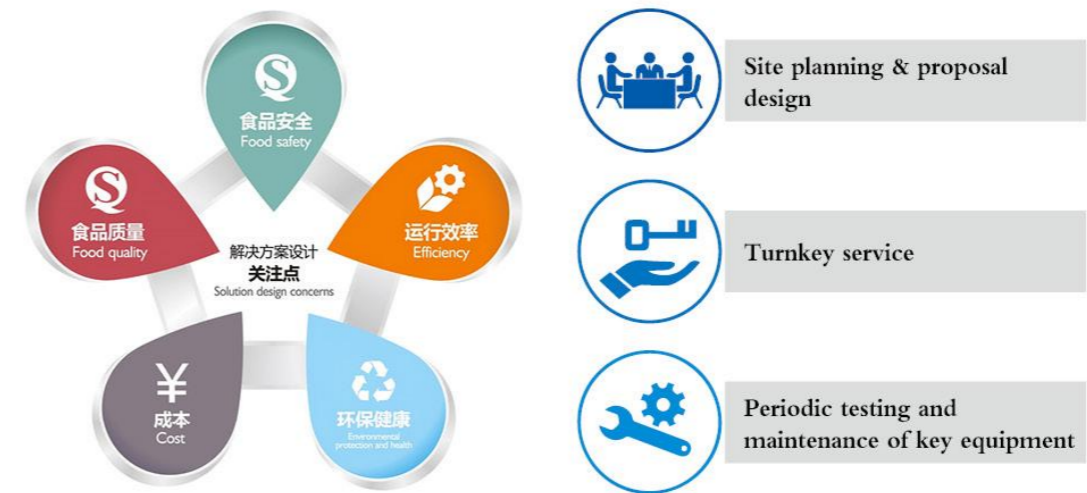 食品安全
Food safety
食品质量
Food quality
运行效率
Efficiency
解决方案设计
关注点
Solution design concerns
¥
成本
Cost
环保健康
Environmental
protection and health
Site planning & proposal
design
Turnkey service
Periodic testing and
maintenance of key equipment